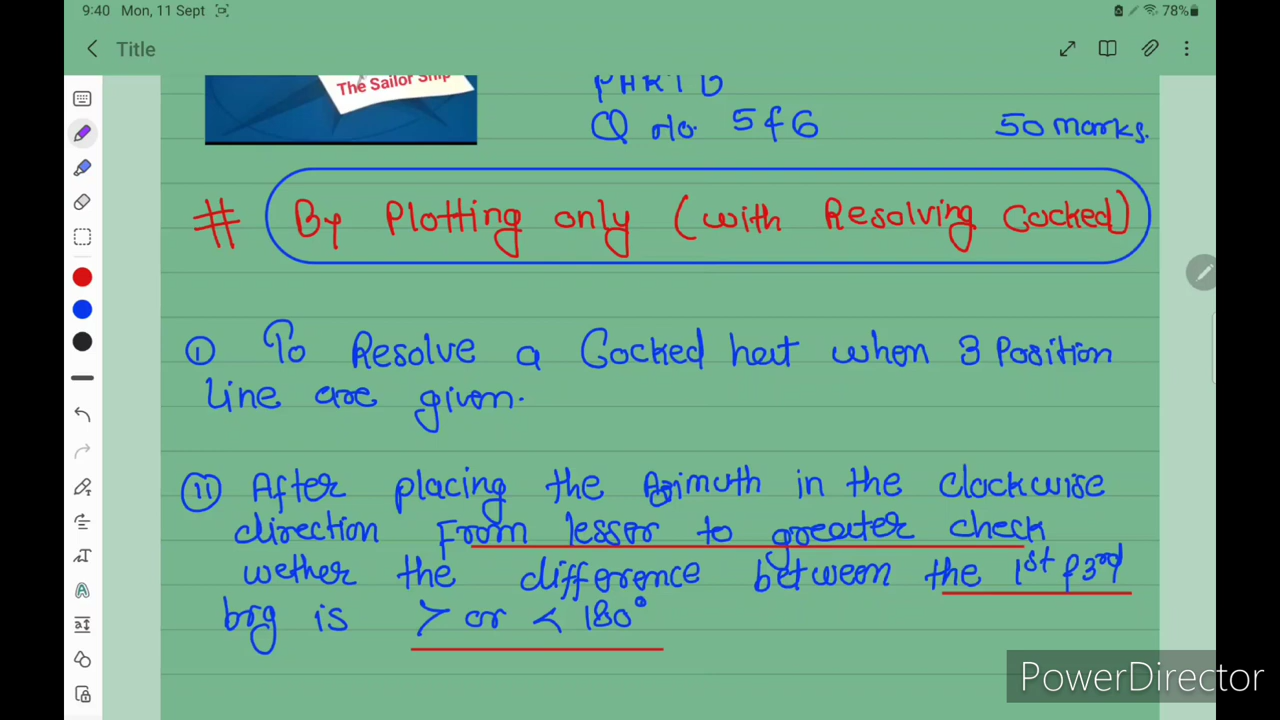 9:40 Mon, 11 Sept
78%
Title
The Sailor Ship
PART D
Q no. 5 & 6 50 marks.
# By Plotting only (with Resolving Cocked)
① To Resolve a Cocked hat when 3 Position
line are given.
⑪ After placing the Azimuth in the Clockwise
direction From lesser to greater check
wether the difference between the 1st & 3rd
brg is > or < 180°
PowerDirector